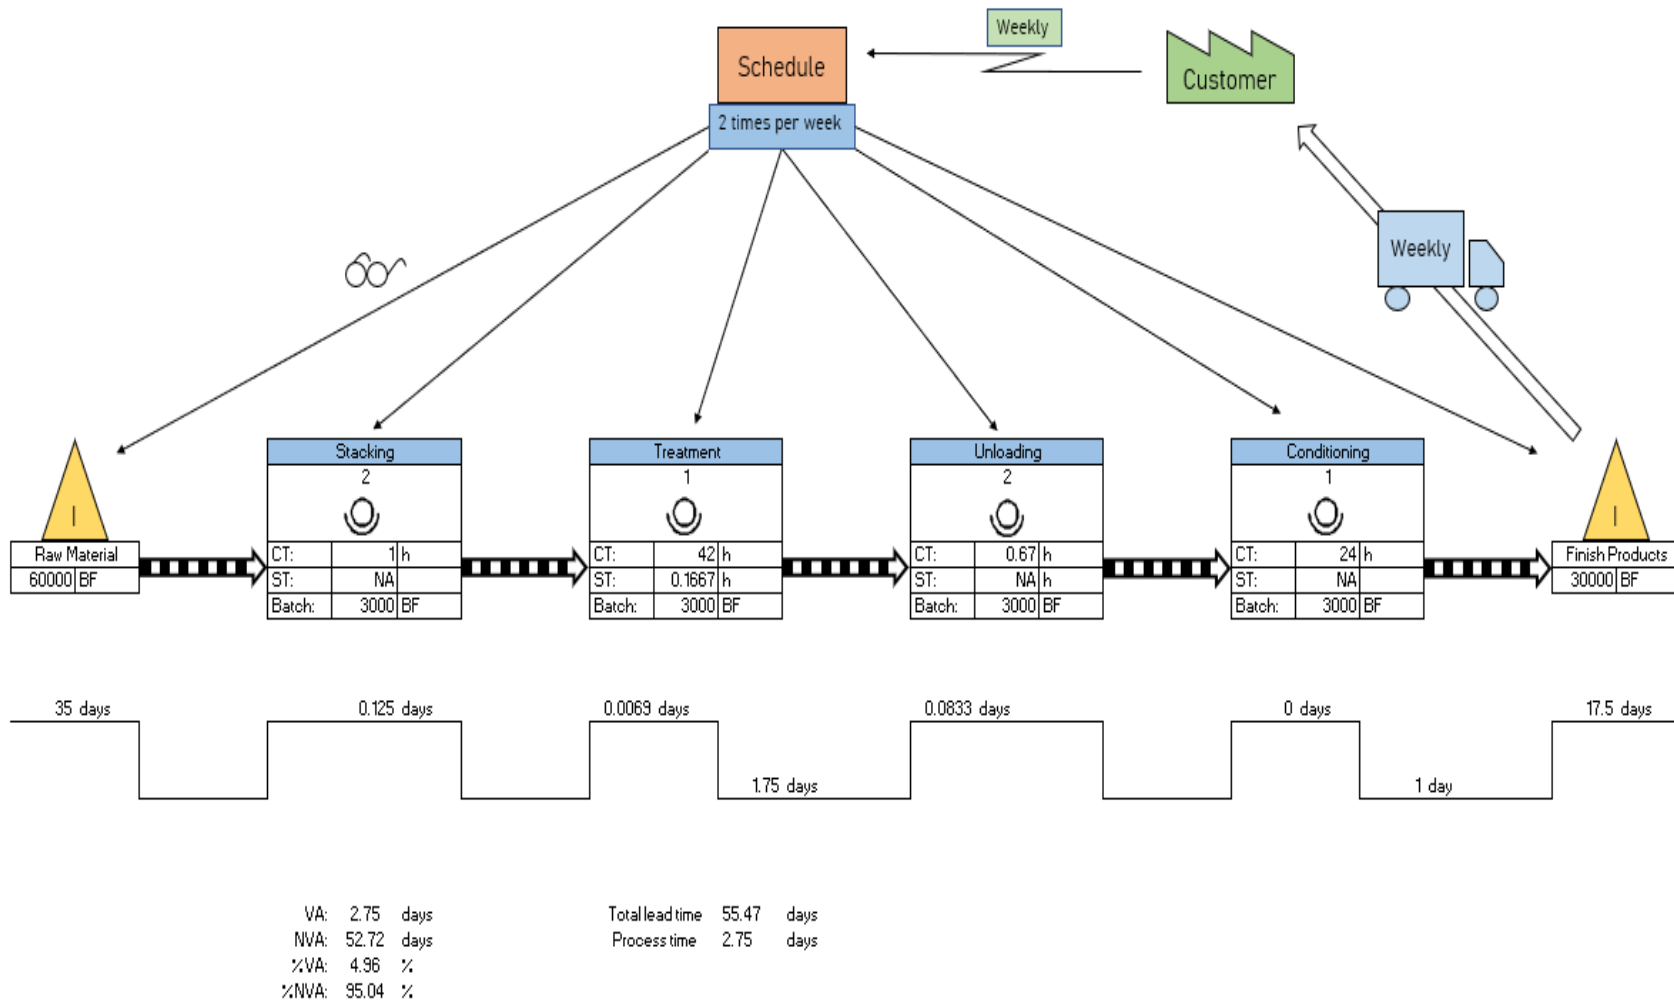 Weekly
Schedule
Customer
2 times per week
Weekly
Stacking
2
Treatment
1
Unloading
2
Conditioning
1
I
I
Raw Material
60000 BF
CT: 1 h
ST: NA
Batch: 3000 BF
CT: 42 h
ST: 0.1667 h
Batch: 3000 BF
CT: 0.67 h
ST: NA h
Batch: 3000 BF
CT: 24 h
ST: NA
Batch: 3000 BF
Finish Products
30000 BF
35 days
0.125 days
0.0069 days
0.0833 days
0 days
17.5 days
1.75 days
1 day
VA: 2.75 days
NVA: 52.72 days
%VA: 4.96 %
%NVA: 95.04 %
Total lead time 55.47 days
Process time 2.75 days